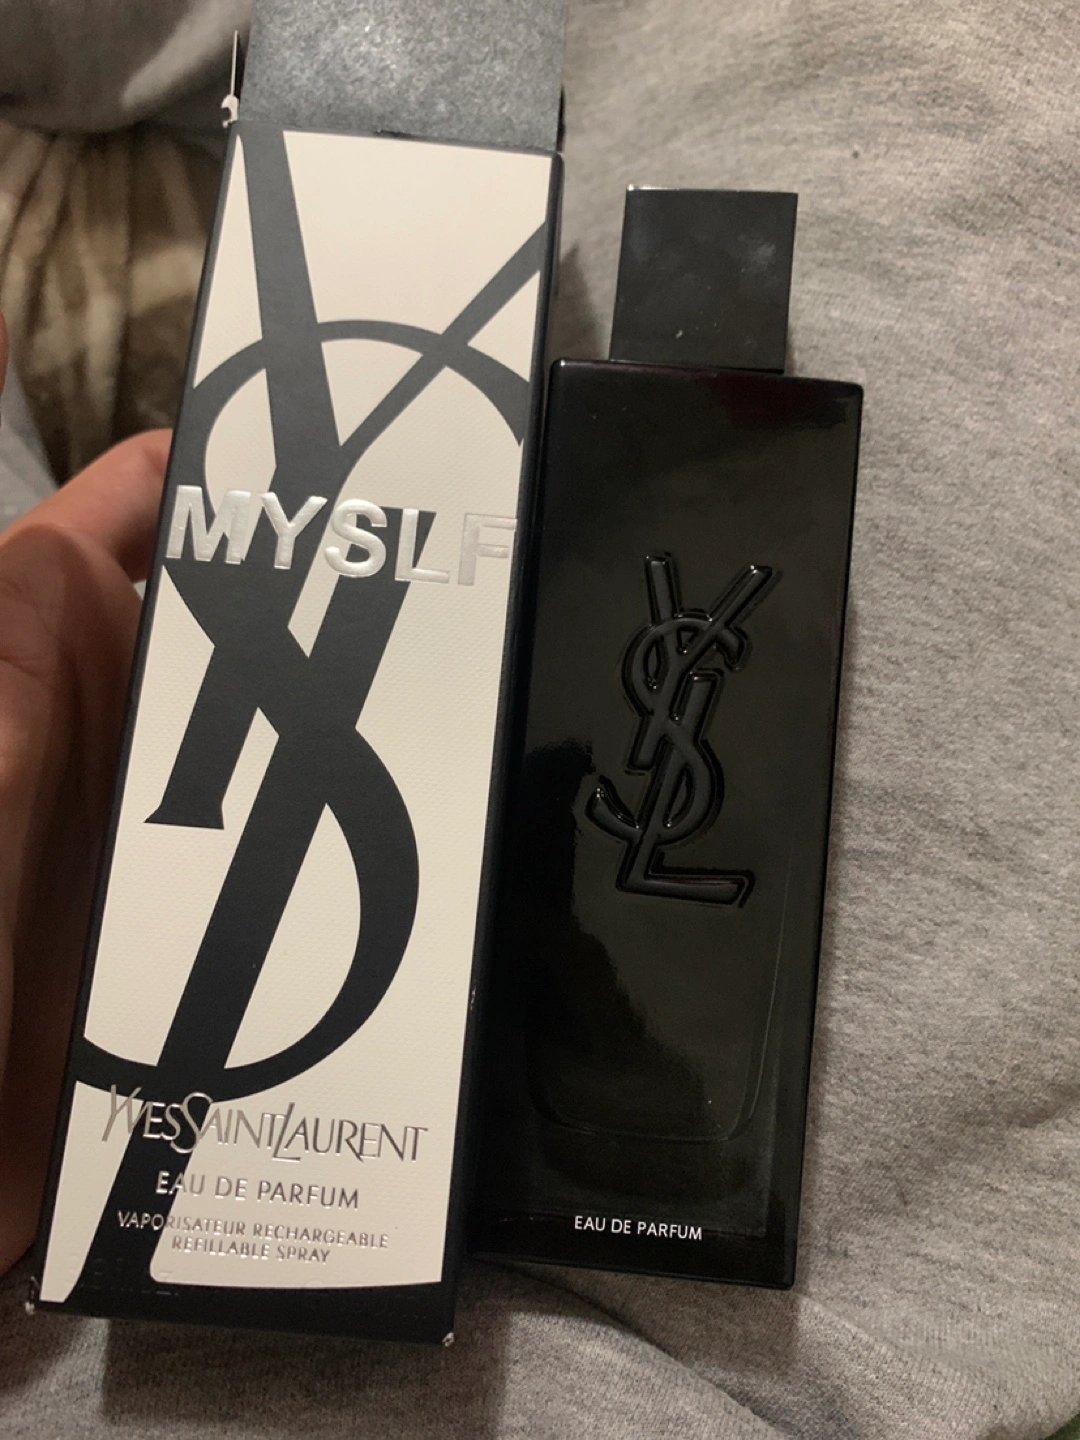 MYSLF
YVESSAINTLAURENT
EAU DE PARFUM
VAPORISATEUR RECHARGEABLE
REFILLABLE SPRAY
YSL
EAU DE PARFUM